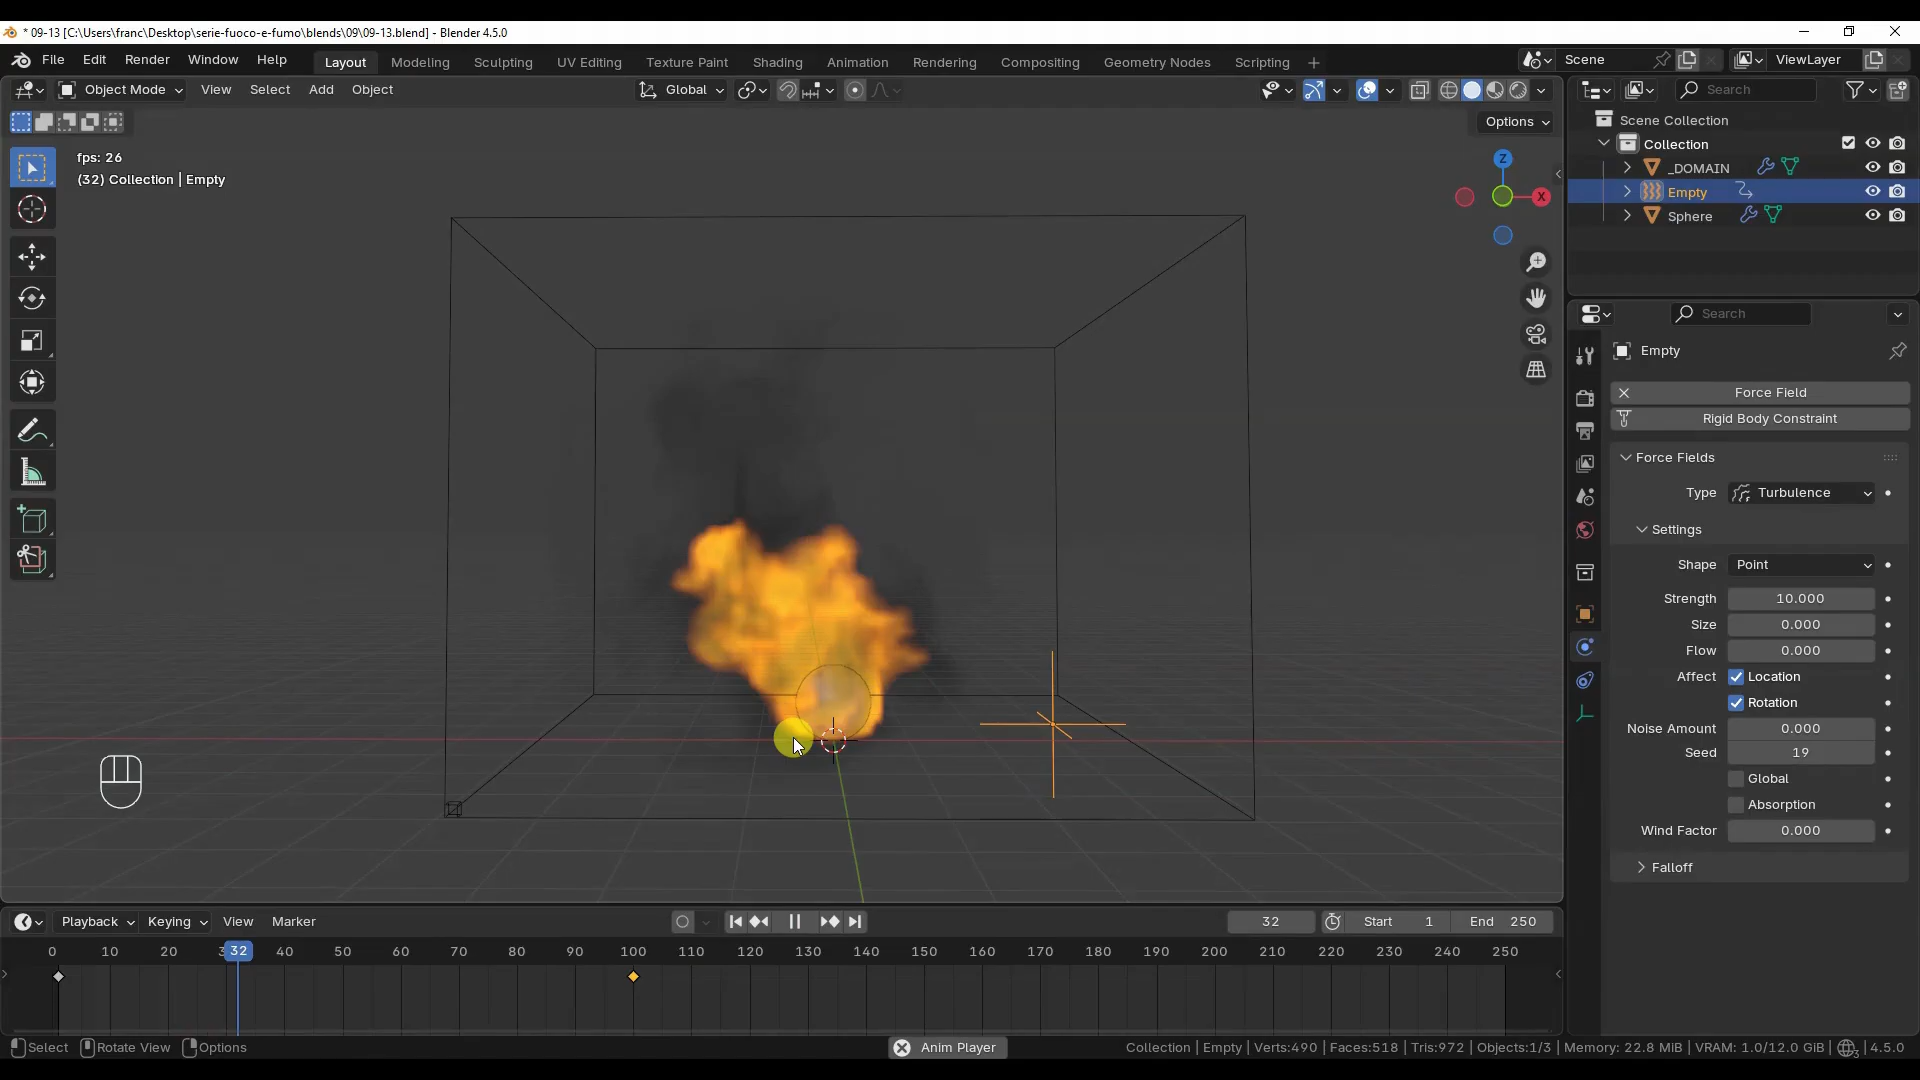 * 09-13 [C:\Users\franc\Desktop\serie-fuoco-e-fumo\blends\09\09-13.blend] - Blender 4.5.0
File Edit Render Window Help Layout Modeling Sculpting UV Editing Texture Paint Shading Animation Rendering Compositing Geometry Nodes Scripting + Scene ViewLayer
Object Mode View Select Add Object Global Search
Options
Scene Collection
Collection
_DOMAIN
Empty
Sphere
fps: 26
(32) Collection | Empty
Z
X
Search
Empty
Force Field
Rigid Body Constraint
Force Fields
Type Turbulence
Settings
Shape Point
Strength 10.000
Size 0.000
Flow 0.000
Affect Location
Rotation
Noise Amount 0.000
Seed 19
Global
Absorption
Wind Factor 0.000
Falloff
Playback Keying View Marker 32 Start 1 End 250
0 10 20 3 32 40 50 60 70 80 90 100 110 120 130 140 150 160 170 180 190 200 210 220 230 240 250
Select Rotate View Options Anim Player Collection | Empty | Verts:490 | Faces:518 | Tris:972 | Objects:1/3 | Memory: 22.8 MiB | VRAM: 1.0/12.0 GiB | 3 | 4.5.0